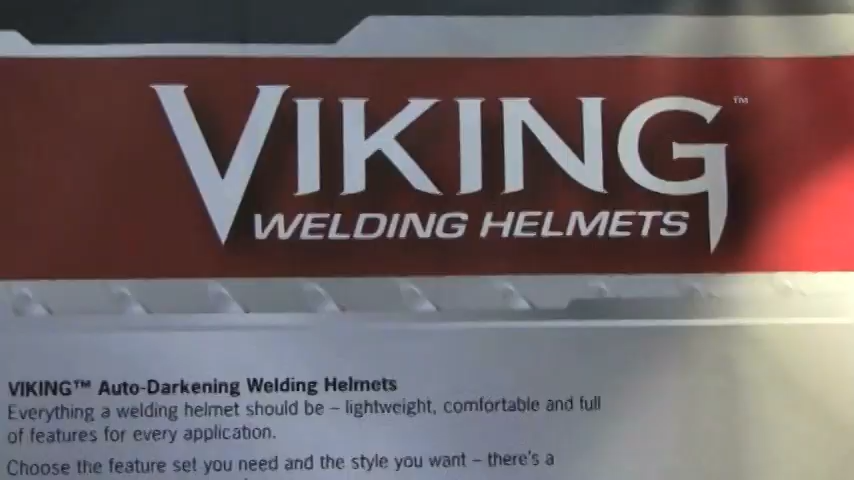 VIKING™
WELDING HELMETS
VIKING™ Auto-Darkening Welding Helmets
Everything a welding helmet should be – lightweight, comfortable and full
of features for every application.
Choose the feature set you need and the style you want – there's a